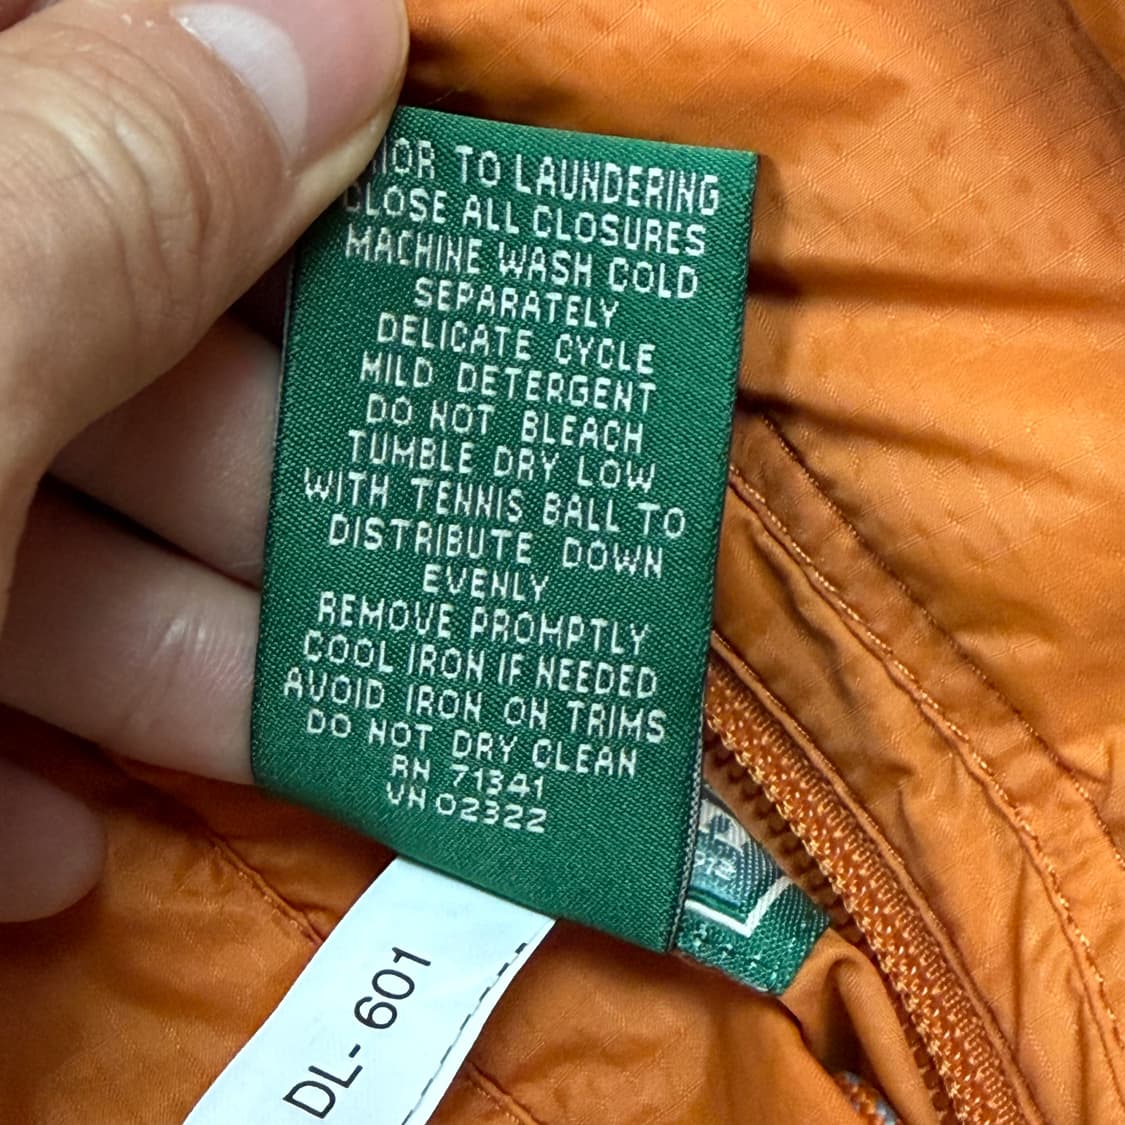 IOR TO LAUNDERING
CLOSE ALL CLOSURES
MACHINE WASH COLD
SEPARATELY
DELICATE CYCLE
MILD DETERGENT
DO NOT BLEACH
TUMBLE DRY LOW
WITH TENNIS BALL TO
DISTRIBUTE DOWN
EVENLY
REMOVE PROMPTLY
COOL IRON IF NEEDED
AVOID IRON ON TRIMS
DO NOT DRY CLEAN
RN 71341
VN 02322
DL- 601